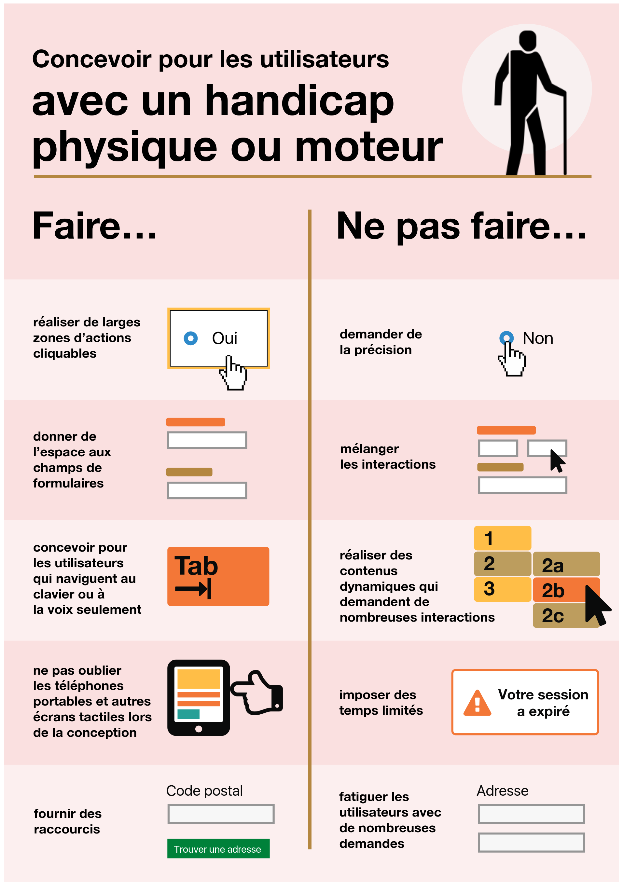 Concevoir pour les utilisateurs
avec un handicap
physique ou moteur
Faire...
réaliser de larges
zones d'actions
cliquables
Oui
donner de
l'espace aux
champs de
formulaires
concevoir pour
les utilisateurs
qui naviguent au
clavier ou à
la voix seulement
Tab
ne pas oublier
les téléphones
portables et autres
écrans tactiles lors
de la conception
fournir des
raccourcis
Code postal
Trouver une adresse
Ne pas faire...
demander de
la précision
Non
mélanger
les interactions
réaliser des
contenus
dynamiques qui
demandent de
nombreuses interactions
1
2
3
2a
2b
2c
imposer des
temps limités
Votre session
a expiré
fatiguer les
utilisateurs avec
de nombreuses
demandes
Adresse